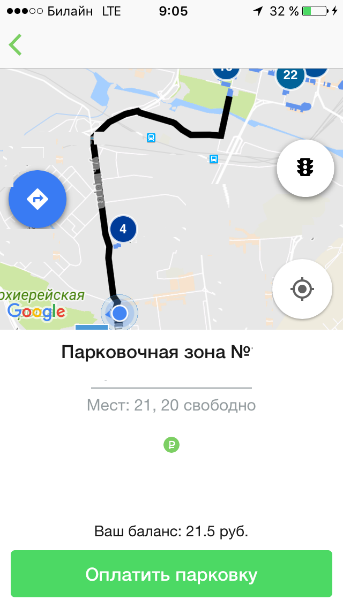 Билайн LTE 9:05 32 %
22
4
рхиерейская
Google
Парковочная зона №
Мест: 21, 20 свободно
Ваш баланс: 21.5 руб.
Оплатить парковку